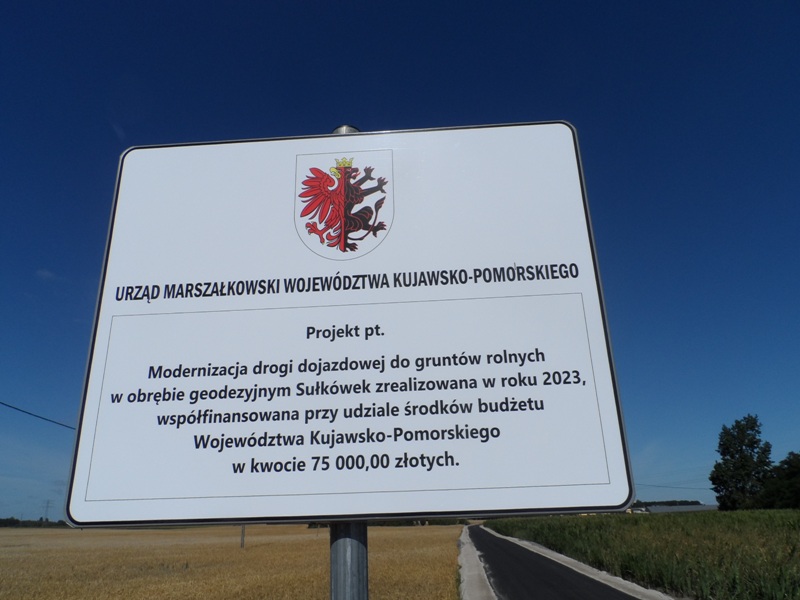 URZĄD MARSZAŁKOWSKI WOJEWÓDZTWA KUJAWSKO-POMORSKIEGO
Projekt pt.
Modernizacja drogi dojazdowej do gruntów rolnych
w obrębie geodezyjnym Sułkówek zrealizowana w roku 2023,
współfinansowana przy udziale środków budżetu
Województwa Kujawsko-Pomorskiego
w kwocie 75 000,00 złotych.